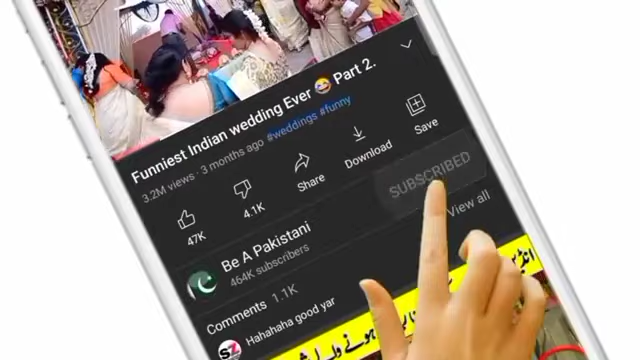 Funniest Indian wedding Ever 😂 Part 2.
3.2M views · 3 months ago #weddings #funny
47K
4.1K
Share
Download
Save
Be A Pakistani
464K subscribers
SUBSCRIBED
Comments 1.1K
View all
SZ
Hahahaha good yar